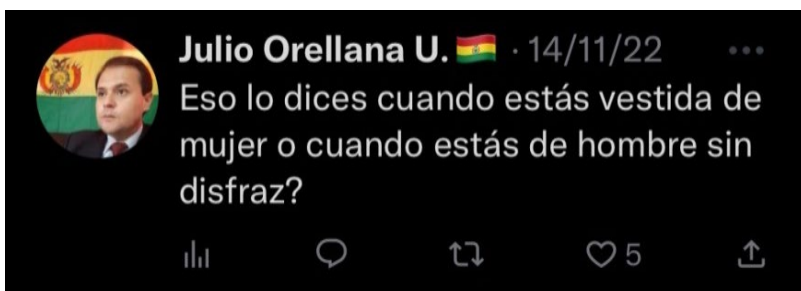 Julio Orellana U. 🇧🇴 · 14/11/22
Eso lo dices cuando estás vestida de
mujer o cuando estás de hombre sin
disfraz?
5